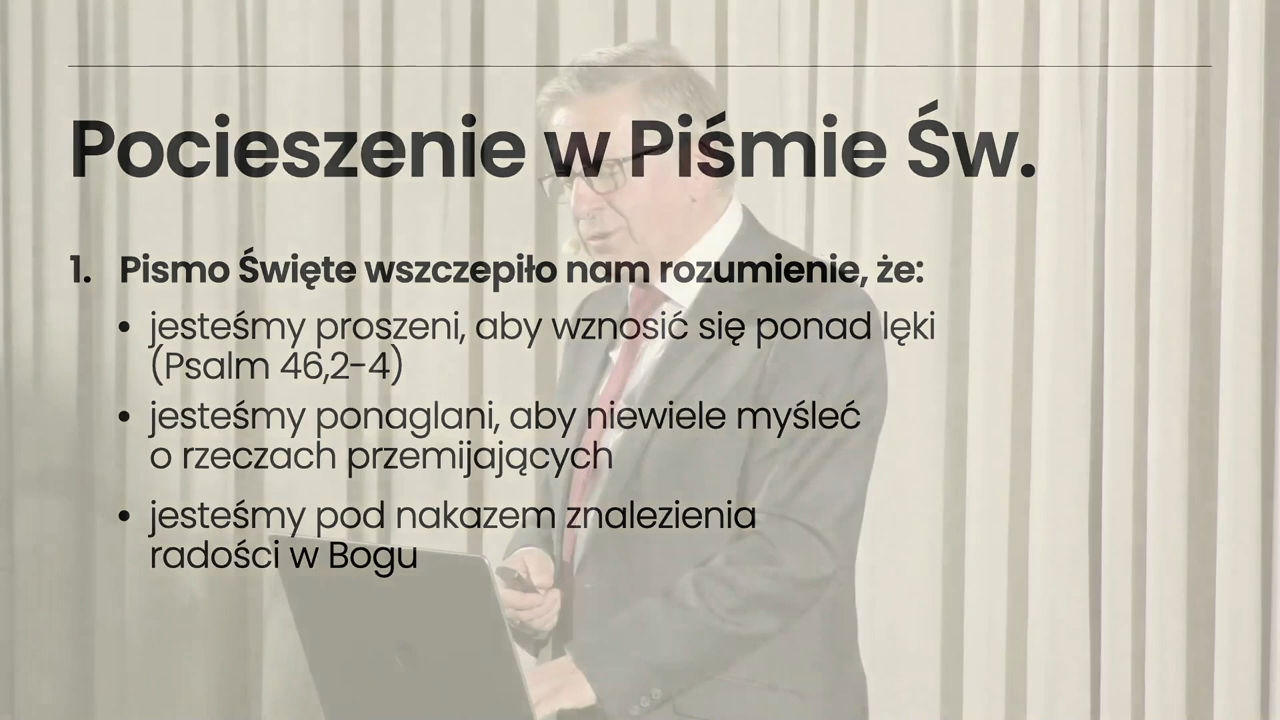 Pocieszenie w Piśmie Św.
1. Pismo Święte wszczepiło nam rozumienie, że:
• jesteśmy proszeni, aby wznosić się ponad lęki
(Psalm 46,2-4)
• jesteśmy ponaglani, aby niewiele myśleć
o rzeczach przemijających
• jesteśmy pod nakazem znalezienia
radości w Bogu